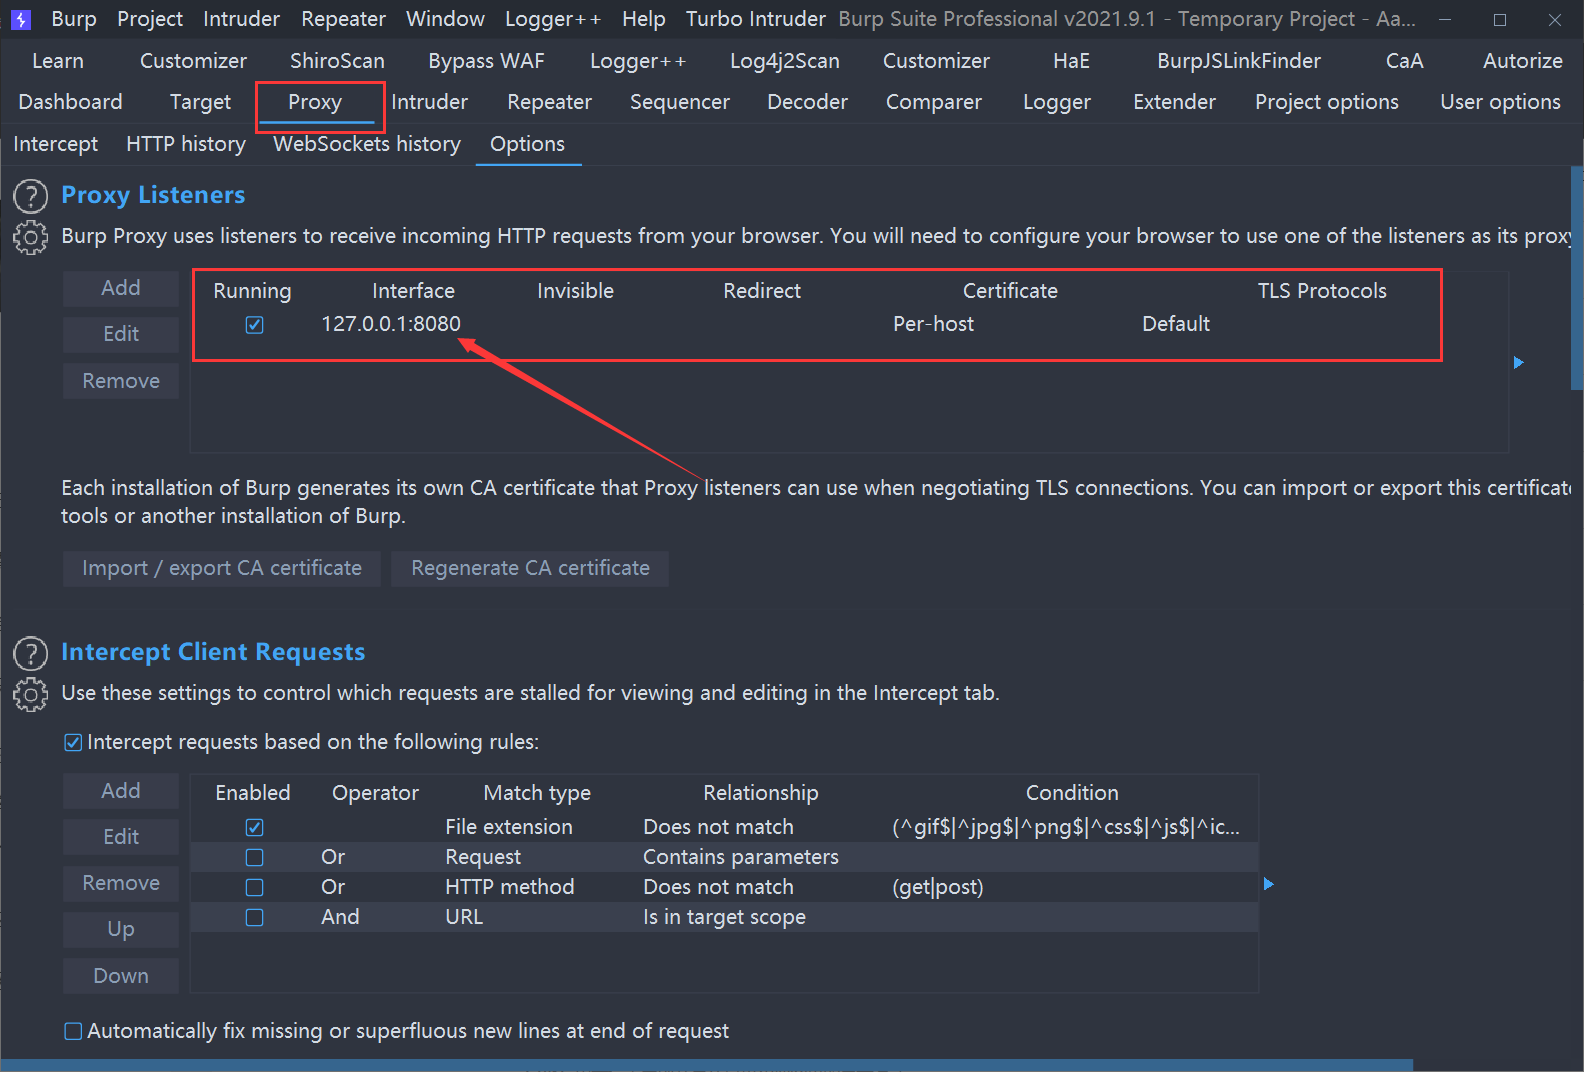 Burp Project Intruder Repeater Window Logger++ Help Turbo Intruder Burp Suite Professional v2021.9.1 - Temporary Project - Aa...
Learn Customizer ShiroScan Bypass WAF Logger++ Log4j2Scan Customizer HaE BurpJSLinkFinder CaA Autorize
Dashboard Target Proxy Intruder Repeater Sequencer Decoder Comparer Logger Extender Project options User options
Intercept HTTP history WebSockets history Options
Proxy Listeners
Burp Proxy uses listeners to receive incoming HTTP requests from your browser. You will need to configure your browser to use one of the listeners as its proxy
Add
Running Interface Invisible Redirect Certificate TLS Protocols
127.0.0.1:8080 Per-host Default
Edit
Remove
Each installation of Burp generates its own CA certificate that Proxy listeners can use when negotiating TLS connections. You can import or export this certificate
tools or another installation of Burp.
Import / export CA certificate Regenerate CA certificate
Intercept Client Requests
Use these settings to control which requests are stalled for viewing and editing in the Intercept tab.
Intercept requests based on the following rules:
Add
Edit
Remove
Up
Down
Enabled Operator Match type Relationship Condition
File extension Does not match (^gif$|^jpg$|^png$|^css$|^js$|^ic...
Or Request Contains parameters
Or HTTP method Does not match (get|post)
And URL Is in target scope
Automatically fix missing or superfluous new lines at end of request